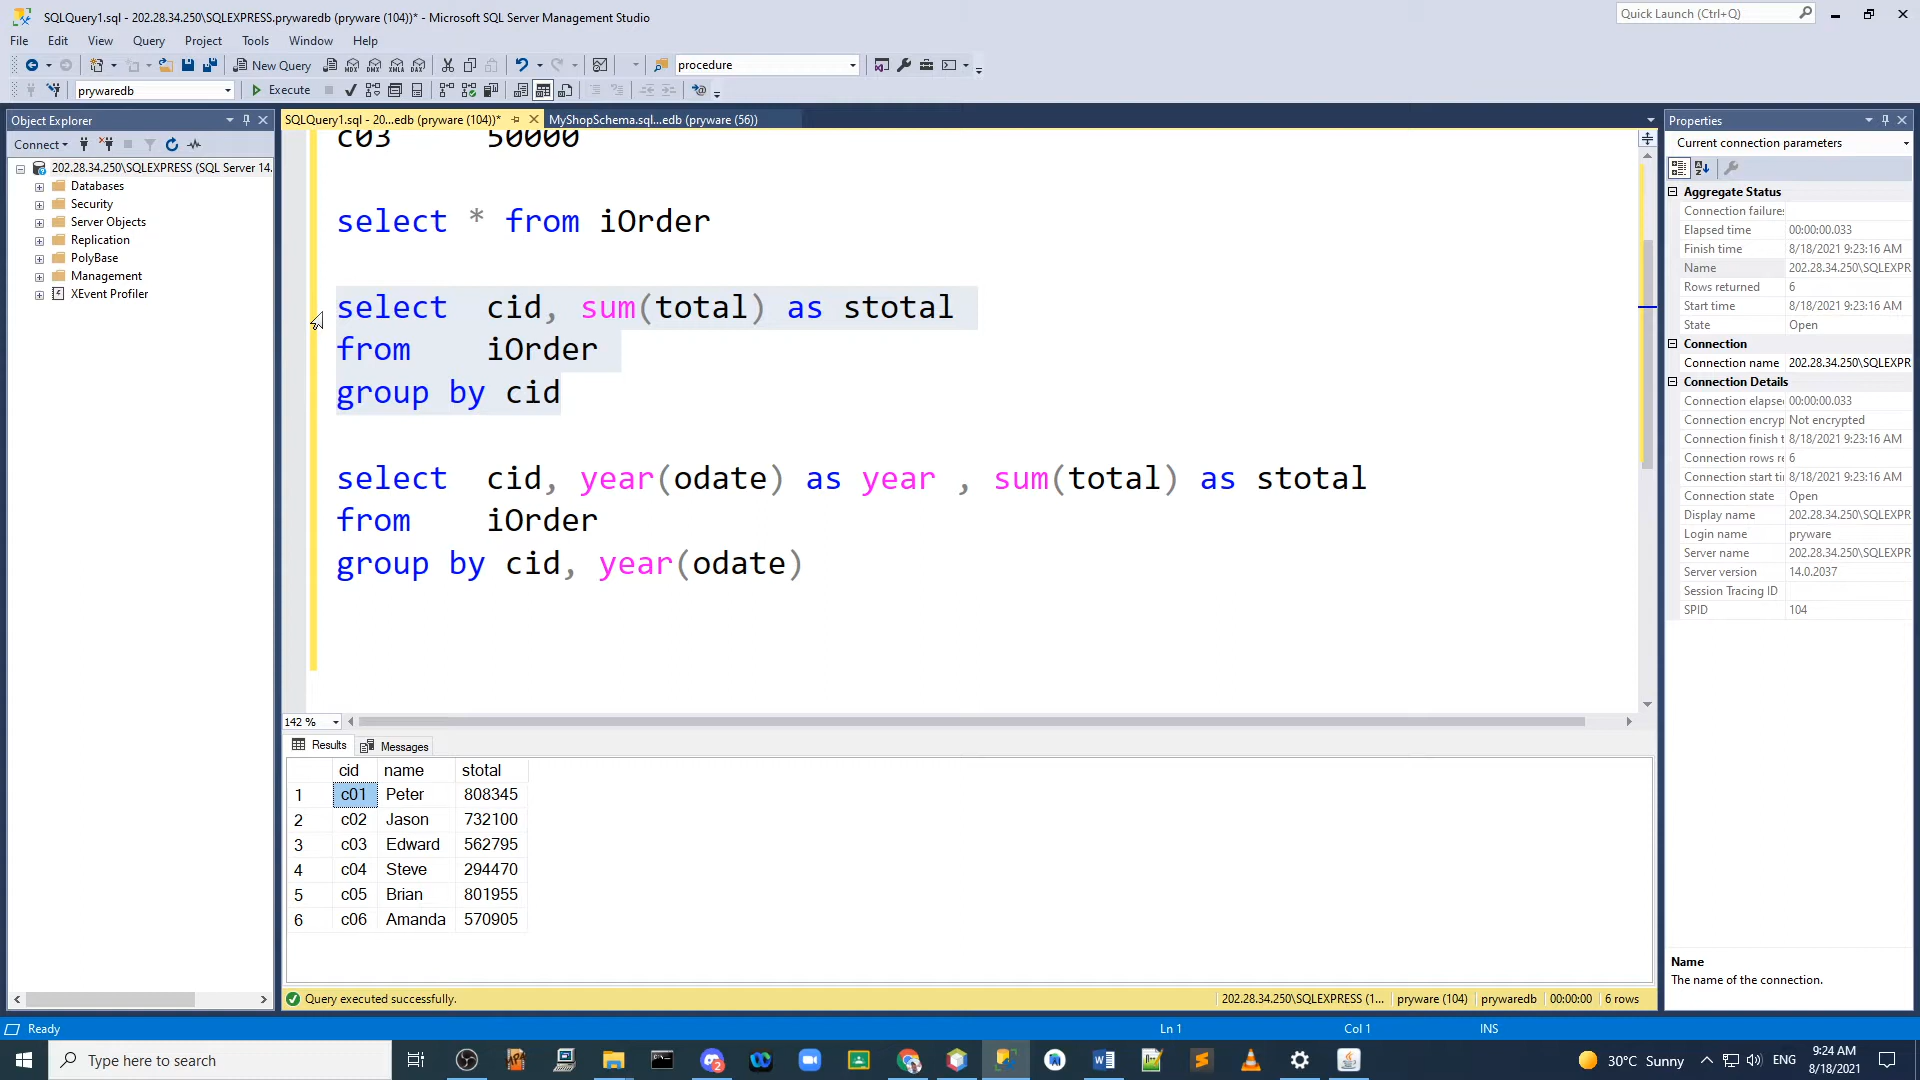 SQLQuery1.sql - 202.28.34.250\SQLEXPRESS.prywaredb (pryware (104))* - Microsoft SQL Server Management Studio
Quick Launch (Ctrl+Q)
File Edit View Query Project Tools Window Help
New Query
procedure
prywaredb
Execute
Object Explorer
Connect
202.28.34.250\SQLEXPRESS (SQL Server 14.
Databases
Security
Server Objects
Replication
PolyBase
Management
XEvent Profiler
SQLQuery1.sql - 20...edb (pryware (104))*
MyShopSchema.sql...edb (pryware (56))
c03 50000
select * from iOrder
select cid, sum(total) as stotal
from iOrder
group by cid
select cid, year(odate) as year , sum(total) as stotal
from iOrder
group by cid, year(odate)
142 %
Results Messages
cid name stotal
1 c01 Peter 808345
2 c02 Jason 732100
3 c03 Edward 562795
4 c04 Steve 294470
5 c05 Brian 801955
6 c06 Amanda 570905
Query executed successfully.
202.28.34.250\SQLEXPRESS (1... pryware (104) prywaredb 00:00:00 6 rows
Properties
Current connection parameters
Aggregate Status
Connection failures
Elapsed time 00:00:00.033
Finish time 8/18/2021 9:23:16 AM
Name 202.28.34.250\SQLEXPR
Rows returned 6
Start time 8/18/2021 9:23:16 AM
State Open
Connection
Connection name 202.28.34.250\SQLEXPR
Connection Details
Connection elapse 00:00:00.033
Connection encryp Not encrypted
Connection finish t 8/18/2021 9:23:16 AM
Connection rows re 6
Connection start ti 8/18/2021 9:23:16 AM
Connection state Open
Display name 202.28.34.250\SQLEXPR
Login name pryware
Server name 202.28.34.250\SQLEXPR
Server version 14.0.2037
Session Tracing ID
SPID 104
Name
The name of the connection.
Ready
Ln 1 Col 1 INS
Type here to search
30°C Sunny
ENG
9:24 AM
8/18/2021